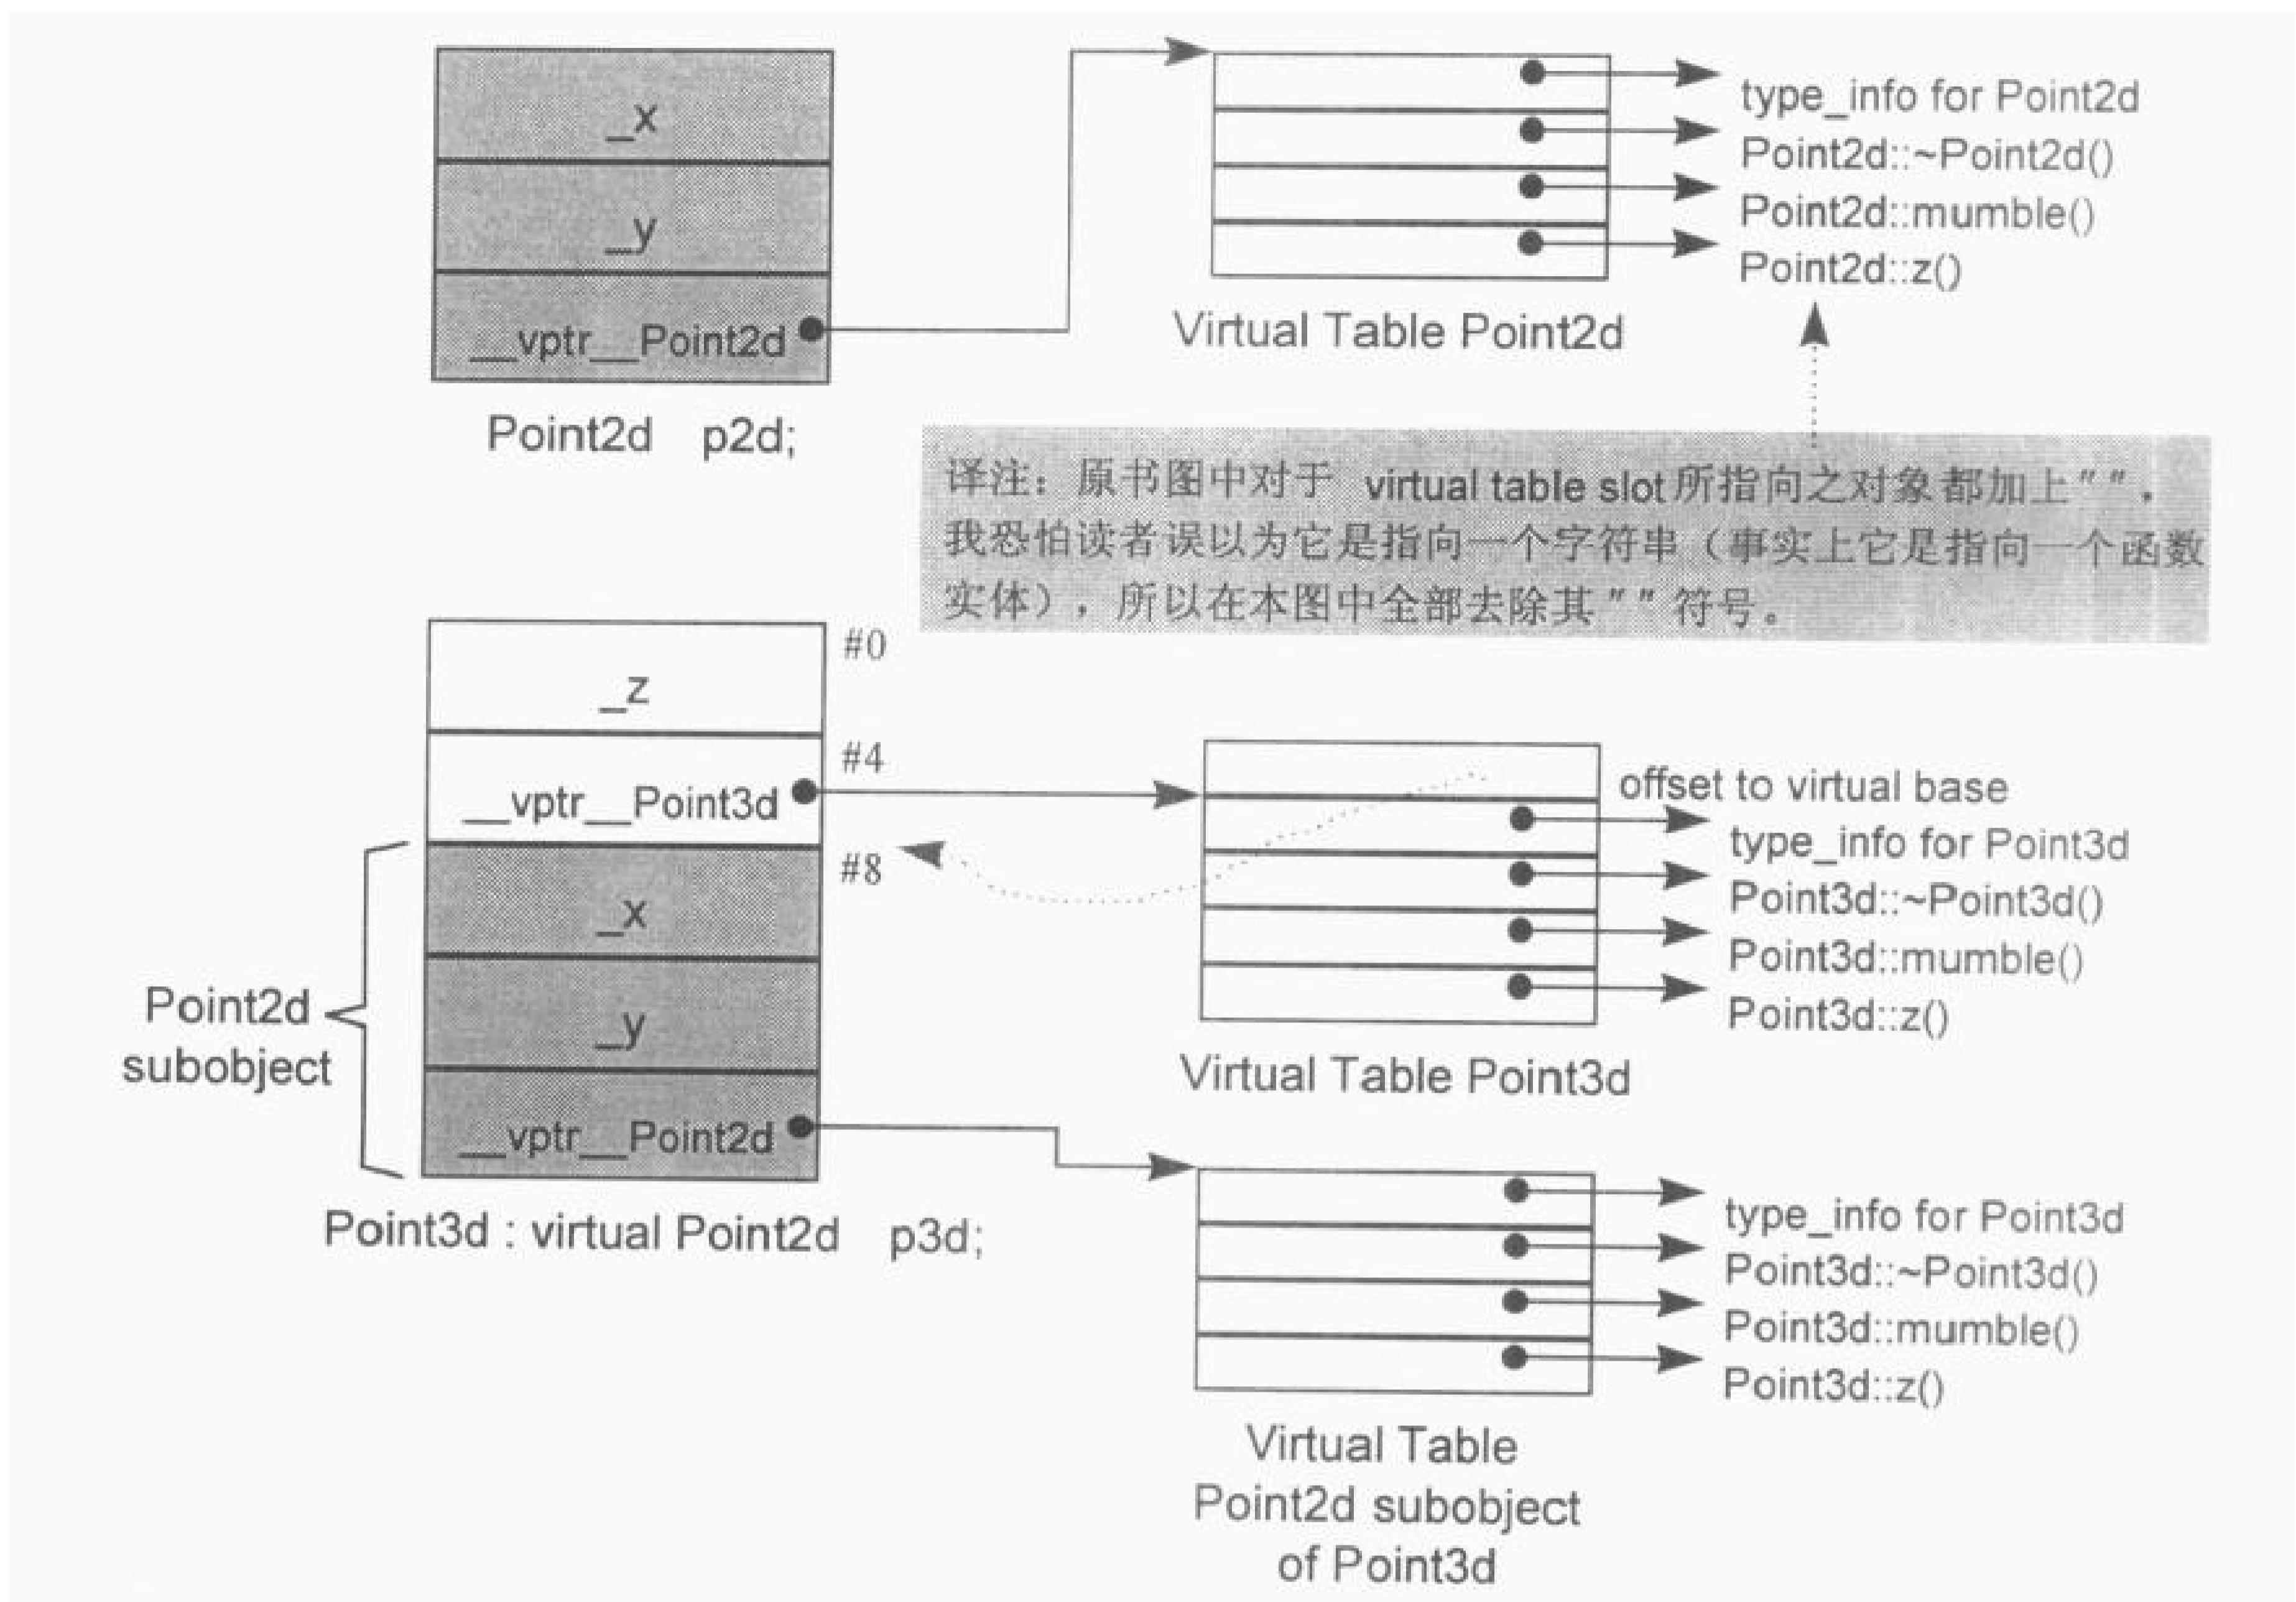 _x
_y
__vptr__Point2d
Point2d p2d;
type_info for Point2d
Point2d::~Point2d()
Point2d::mumble()
Point2d::z()
Virtual Table Point2d
译注：原书图中对于 virtual table slot 所指向之对象都加上""，
我恐怕读者误以为它是指向一个字符串（事实上它是指向一个函数
实体），所以在本图中全部去除其""符号。
#0
_z
#4
__vptr__Point3d
#8
_x
_y
__vptr__Point2d
Point2d
subobject
Point3d : virtual Point2d p3d;
offset to virtual base
type_info for Point3d
Point3d::~Point3d()
Point3d::mumble()
Point3d::z()
Virtual Table Point3d
type_info for Point3d
Point3d::~Point3d()
Point3d::mumble()
Point3d::z()
Virtual Table
Point2d subobject
of Point3d